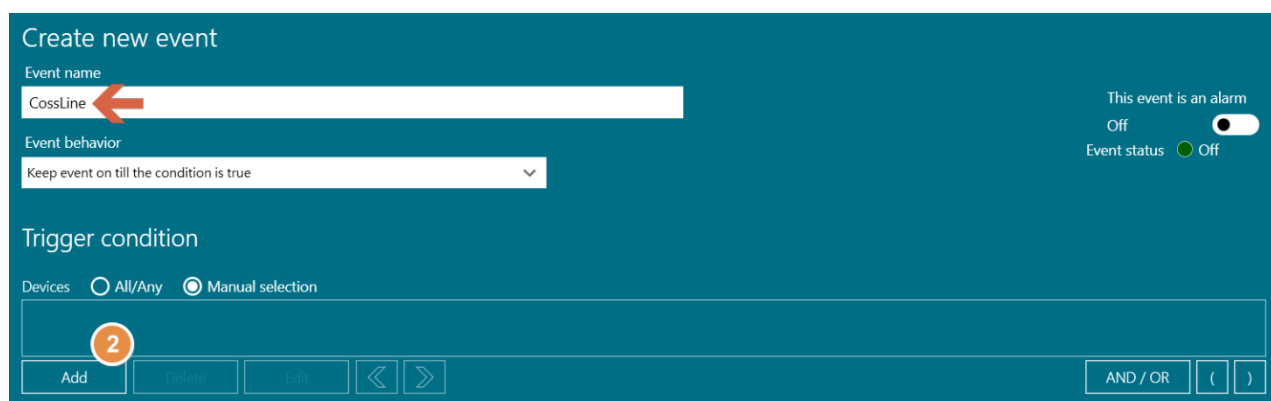 Create new event
Event name
CossLine
This event is an alarm
Off
Event behavior
Event status Off
Keep event on till the condition is true
Trigger condition
Devices All/Any Manual selection
2
Add Delete Edit AND / OR ( )